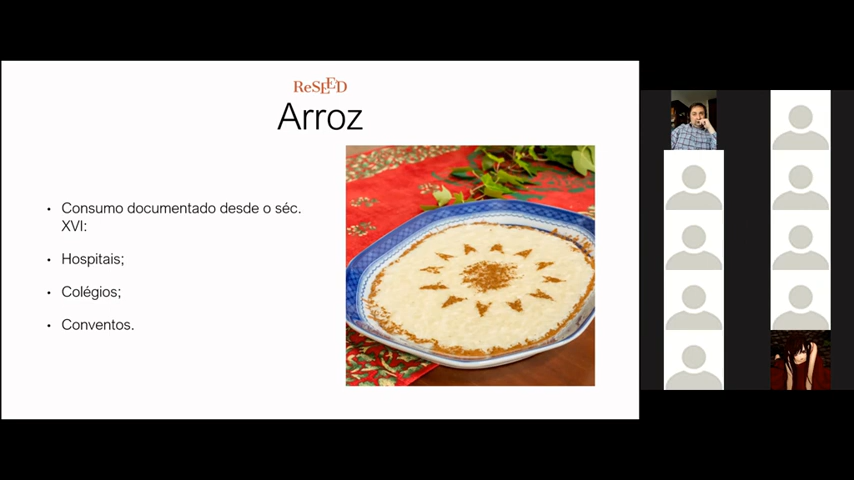 ReSEED
Arroz
• Consumo documentado desde o séc.
XVI:
• Hospitais;
• Colégios;
• Conventos.